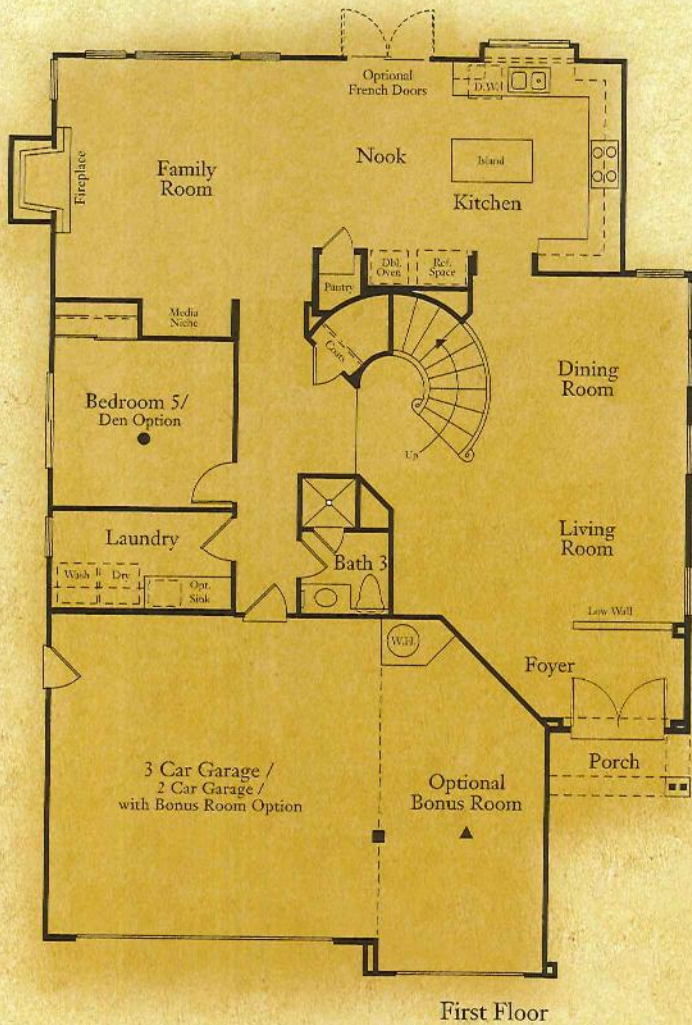 Optional
French Doors
D.W.
Family
Room
Nook
Island
Kitchen
Fireplace
Pantry
Dbl.
Oven
Ref.
Space
Media
Niche
Coats
Dining
Room
Bedroom 5/
Den Option
Up
Laundry
Living
Room
Bath 3
Wash
Dry
Opt.
Sink
Low Wall
W.H.
Foyer
Porch
3 Car Garage /
2 Car Garage /
with Bonus Room Option
Optional
Bonus Room
First Floor